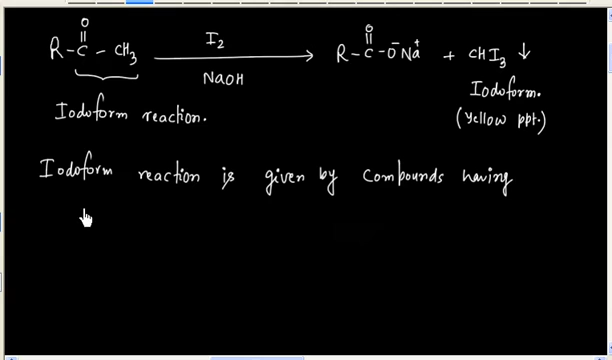 O O
R-C-CH3 I2 NaOH R-C-O⁻Na⁺ + CHI3 ↓
Iodoform.
Iodoform reaction. (Yellow ppt.)
Iodoform reaction is given by compounds having